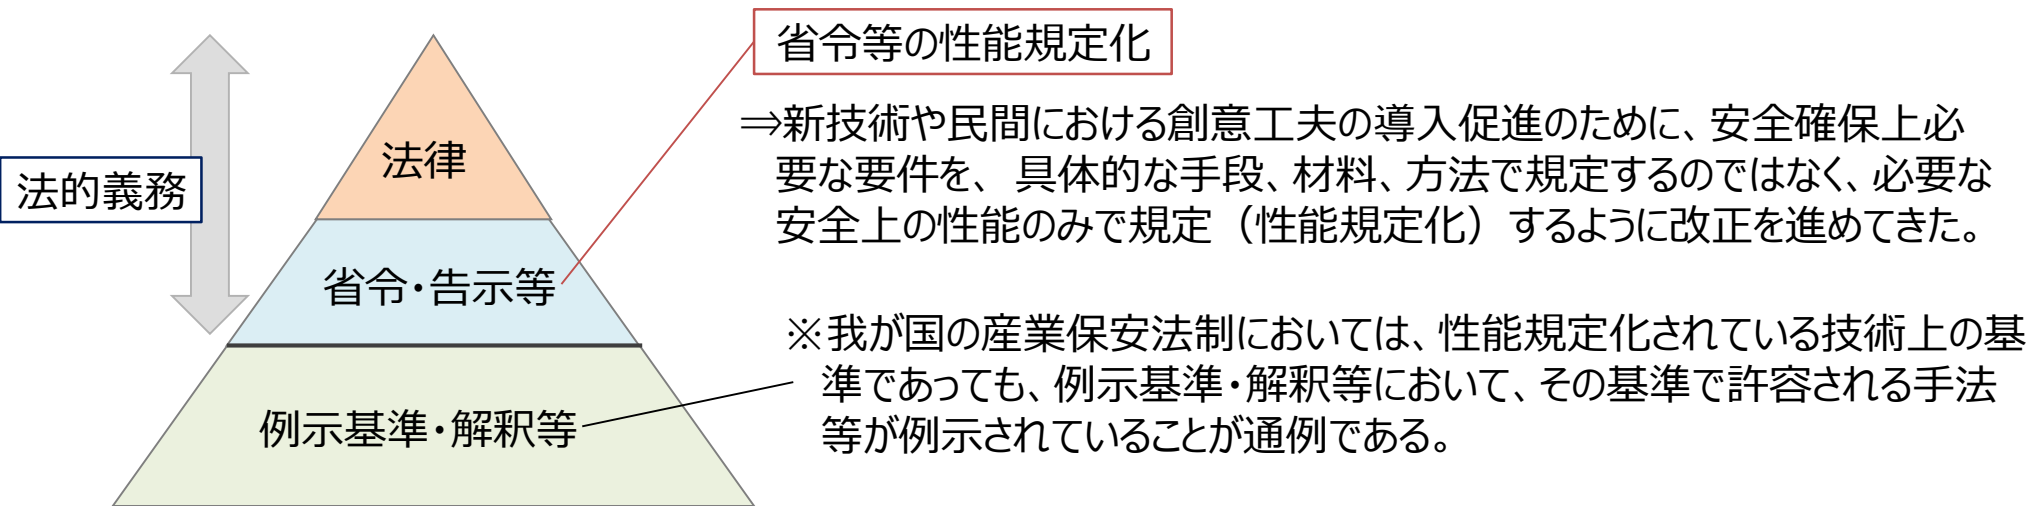 省令等の性能規定化
⇒新技術や民間における創意工夫の導入促進のために、安全確保上必
要な要件を、 具体的な手段、材料、方法で規定するのではなく、必要な
安全上の性能のみで規定（性能規定化）するように改正を進めてきた。
法律
法的義務
省令・告示等
※我が国の産業保安法制においては、性能規定化されている技術上の基
準であっても、例示基準・解釈等において、その基準で許容される手法
等が例示されていることが通例である。
例示基準・解釈等